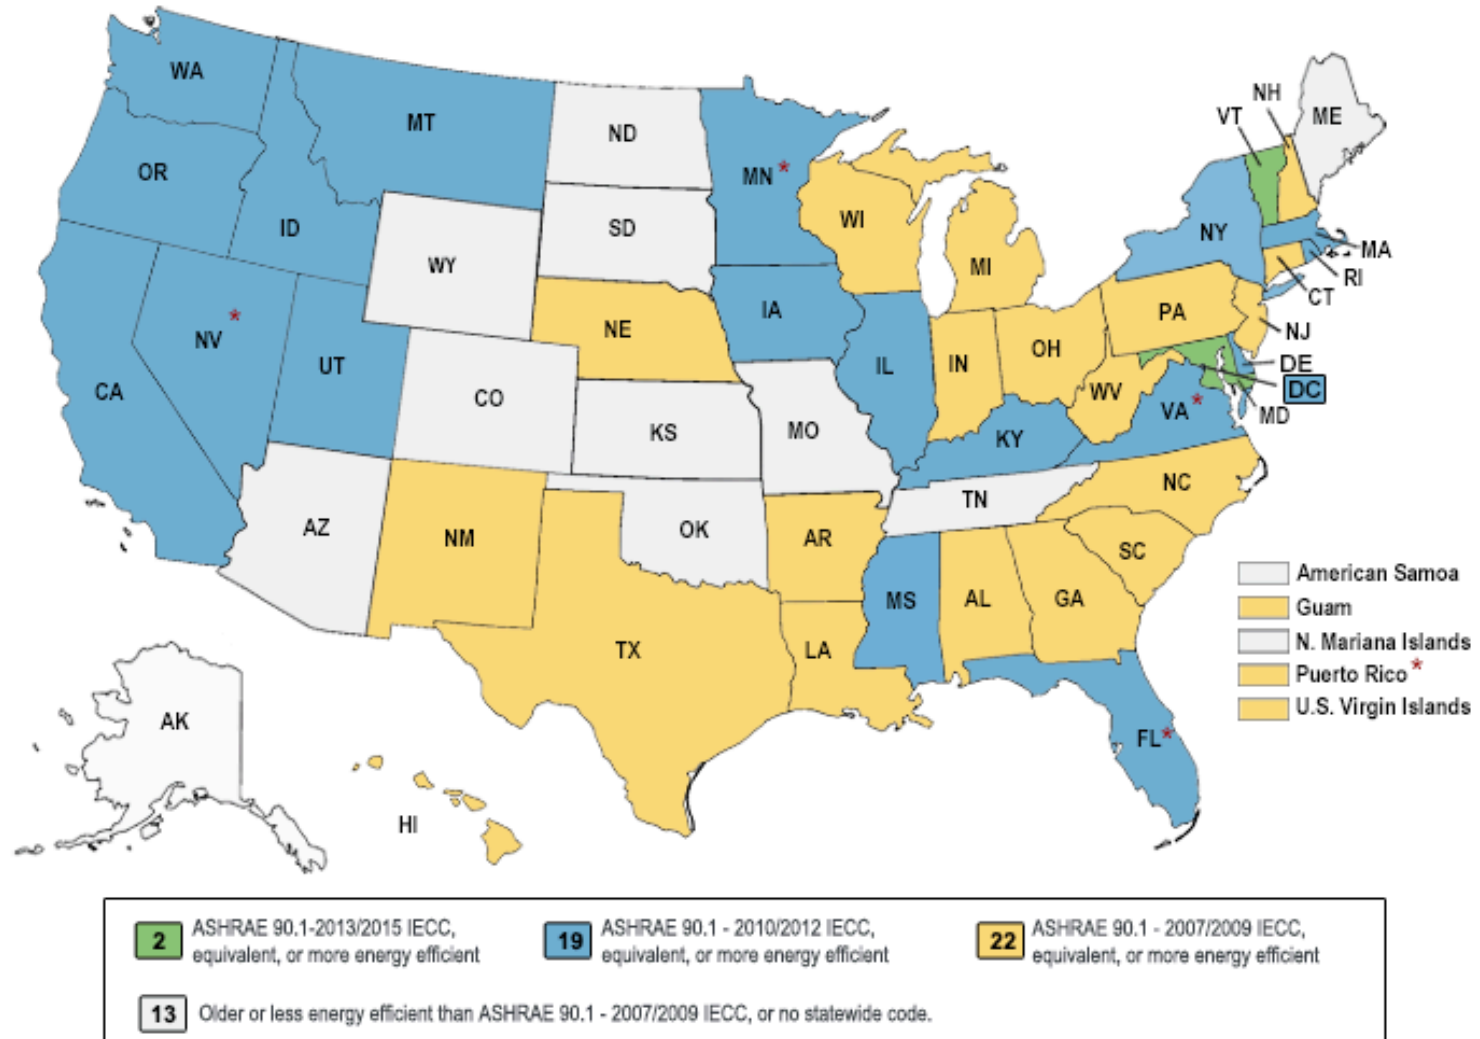 WA
MT
ND
MN *
OR
ID
SD
WI
MI
NH
VT
ME
NY
MA
RI
CT
WY
NV *
UT
CA
NE
IA
IL
IN
OH
PA
NJ
DE
DC
MD
WV
VA *
CO
KS
MO
KY
AZ
NM
OK
AR
TN
NC
SC
MS
AL
GA
TX
LA
FL *
AK
HI
American Samoa
Guam
N. Mariana Islands
Puerto Rico *
U.S. Virgin Islands
2 ASHRAE 90.1-2013/2015 IECC,
equivalent, or more energy efficient
19 ASHRAE 90.1 - 2010/2012 IECC,
equivalent, or more energy efficient
22 ASHRAE 90.1 - 2007/2009 IECC,
equivalent, or more energy efficient
13 Older or less energy efficient than ASHRAE 90.1 - 2007/2009 IECC, or no statewide code.